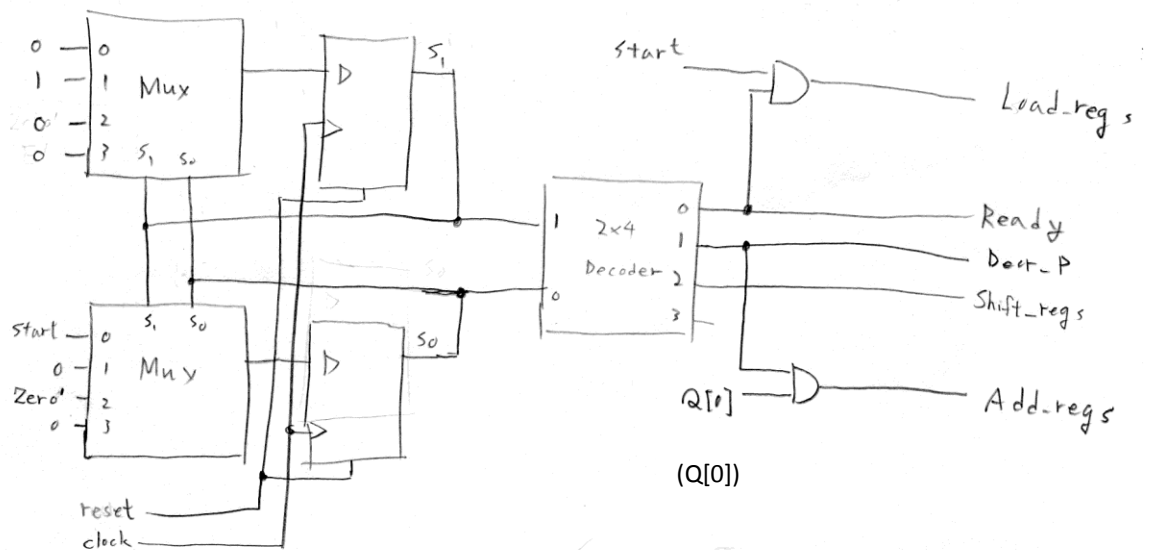 0 0
1 1
0 2
0 3
Mux
S1 S0
D
S1
start
Load_regs
1
0
2x4
Decoder
0
1
2
3
Ready
Decr_P
Shift_regs
start 0
0 1
Zero' 2
0 3
S1 S0
Mux
D
S0
Q[0]
Add_regs
(Q[0])
reset
clock